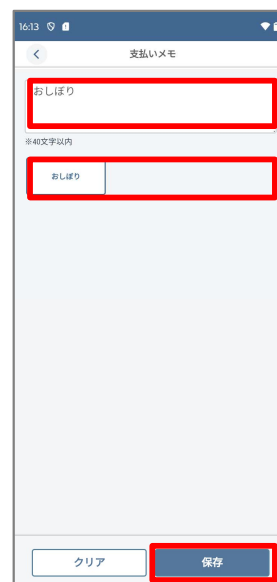 16:13
支払いメモ
おしぼり
※40文字以内
おしぼり
クリア 保存